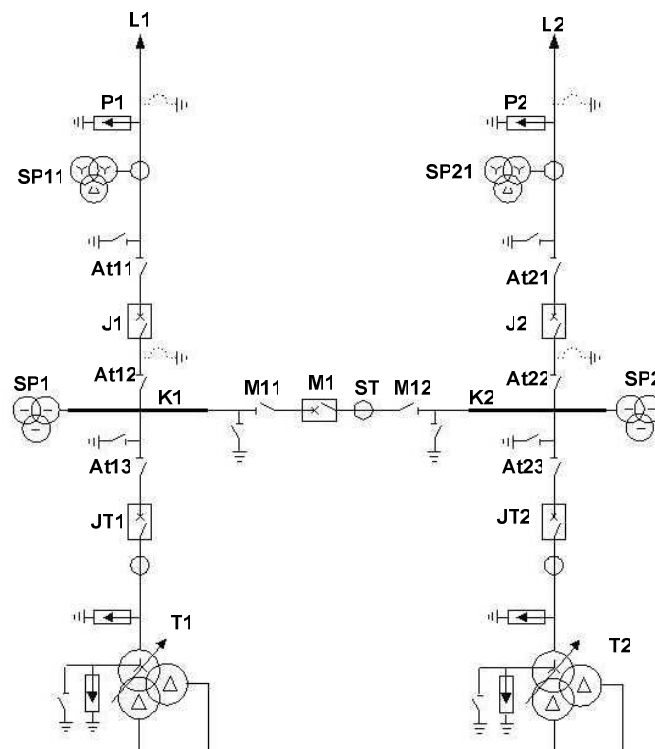 L1 L2
P1 P2
SP11 SP21
At11 At21
J1 J2
At12 M11 M1 ST M12 At22
SP1 K1 K2 SP2
At13 At23
JT1 JT2
T1 T2